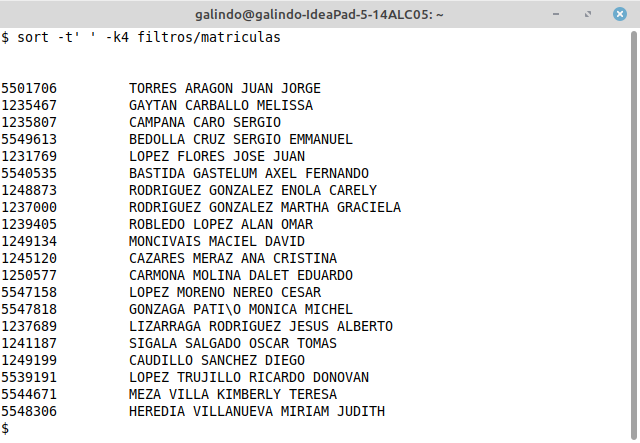 galindo@galindo-IdeaPad-5-14ALC05: ~
$ sort -t' ' -k4 filtros/matriculas
5501706 TORRES ARAGON JUAN JORGE
1235467 GAYTAN CARBALLO MELISSA
1235807 CAMPANA CARO SERGIO
5549613 BEDOLLA CRUZ SERGIO EMMANUEL
1231769 LOPEZ FLORES JOSE JUAN
5540535 BASTIDA GASTELUM AXEL FERNANDO
1248873 RODRIGUEZ GONZALEZ ENOLA CARELY
1237000 RODRIGUEZ GONZALEZ MARTHA GRACIELA
1239405 ROBLEDO LOPEZ ALAN OMAR
1249134 MONCIVAIS MACIEL DAVID
1245120 CAZARES MERAZ ANA CRISTINA
1250577 CARMONA MOLINA DALET EDUARDO
5547158 LOPEZ MORENO NEREO CESAR
5547818 GONZAGA PATI\O MONICA MICHEL
1237689 LIZARRAGA RODRIGUEZ JESUS ALBERTO
1241187 SIGALA SALGADO OSCAR TOMAS
1249199 CAUDILLO SANCHEZ DIEGO
5539191 LOPEZ TRUJILLO RICARDO DONOVAN
5544671 MEZA VILLA KIMBERLY TERESA
5548306 HEREDIA VILLANUEVA MIRIAM JUDITH
$